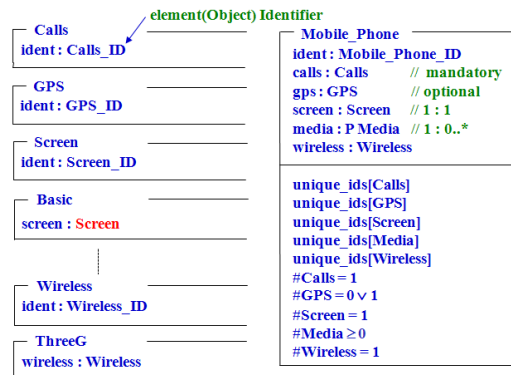 element(Object) Identifier
Calls
ident : Calls_ID
GPS
ident : GPS_ID
Screen
ident : Screen_ID
Basic
screen : Screen
Wireless
ident : Wireless_ID
ThreeG
wireless : Wireless
Mobile_Phone
ident : Mobile_Phone_ID
calls : Calls // mandatory
gps : GPS // optional
screen : Screen // 1 : 1
media : P Media // 1 : 0..*
wireless : Wireless
unique_ids[Calls]
unique_ids[GPS]
unique_ids[Screen]
unique_ids[Media]
unique_ids[Wireless]
#Calls = 1
#GPS = 0 ∨ 1
#Screen = 1
#Media ≥ 0
#Wireless = 1